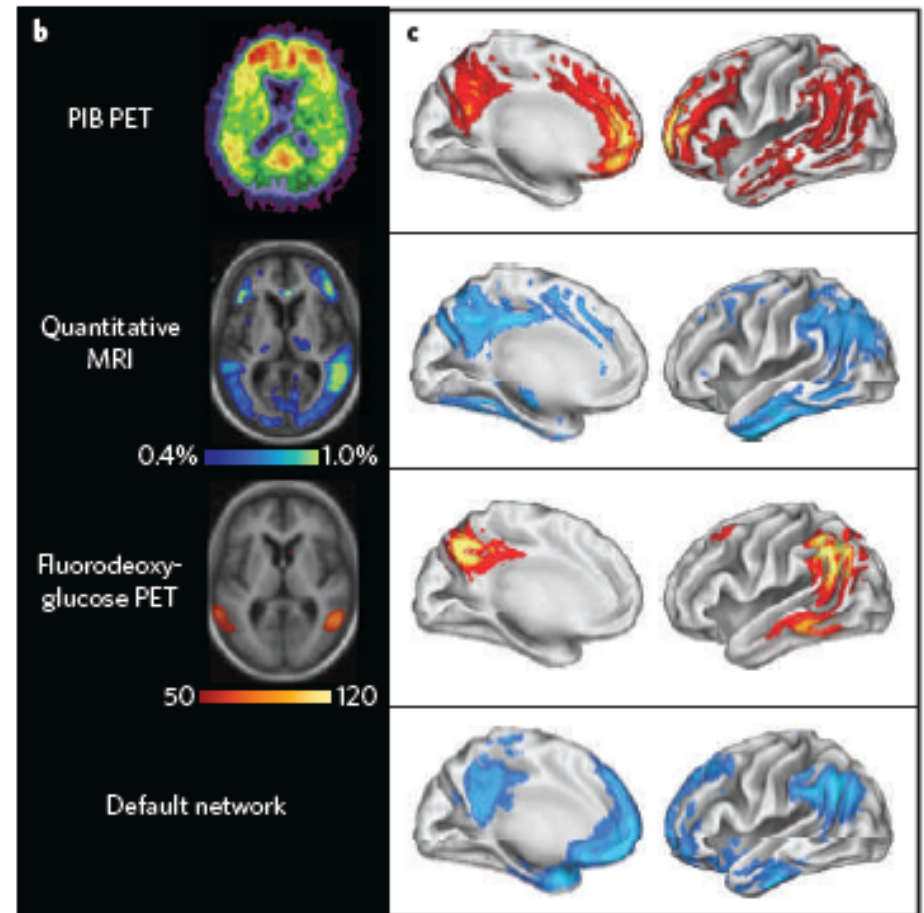 b
c
PIB PET
Quantitative
MRI
0.4% 1.0%
Fluorodeoxy-
glucose PET
50 120
Default network